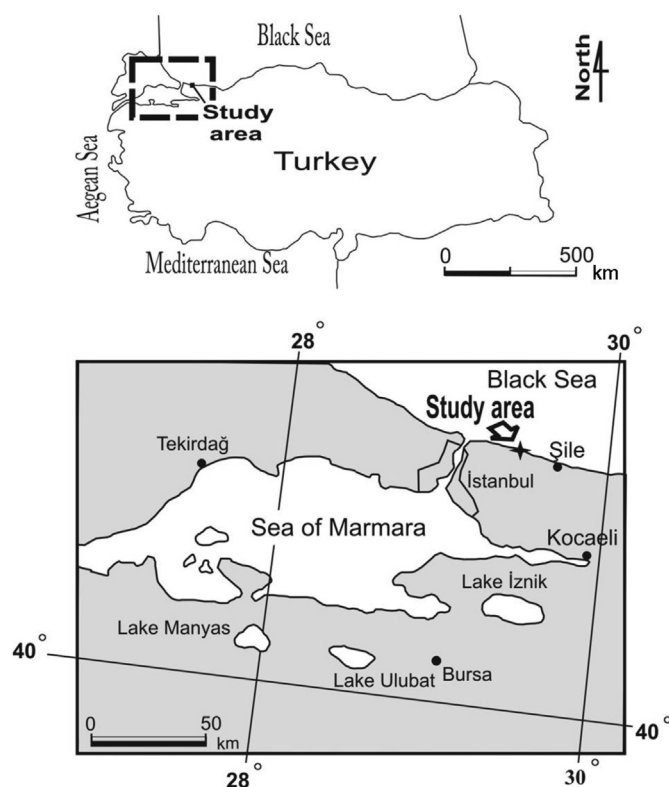 Black Sea
North
Study
area
Aegean Sea
Turkey
Mediterranean Sea
0 500
km
28°
30°
Black Sea
Study area
Tekirdağ
Şile
İstanbul
Sea of Marmara
Kocaeli
Lake İznik
Lake Manyas
40°
Lake Ulubat
Bursa
0 50
km
40°
28°
30°